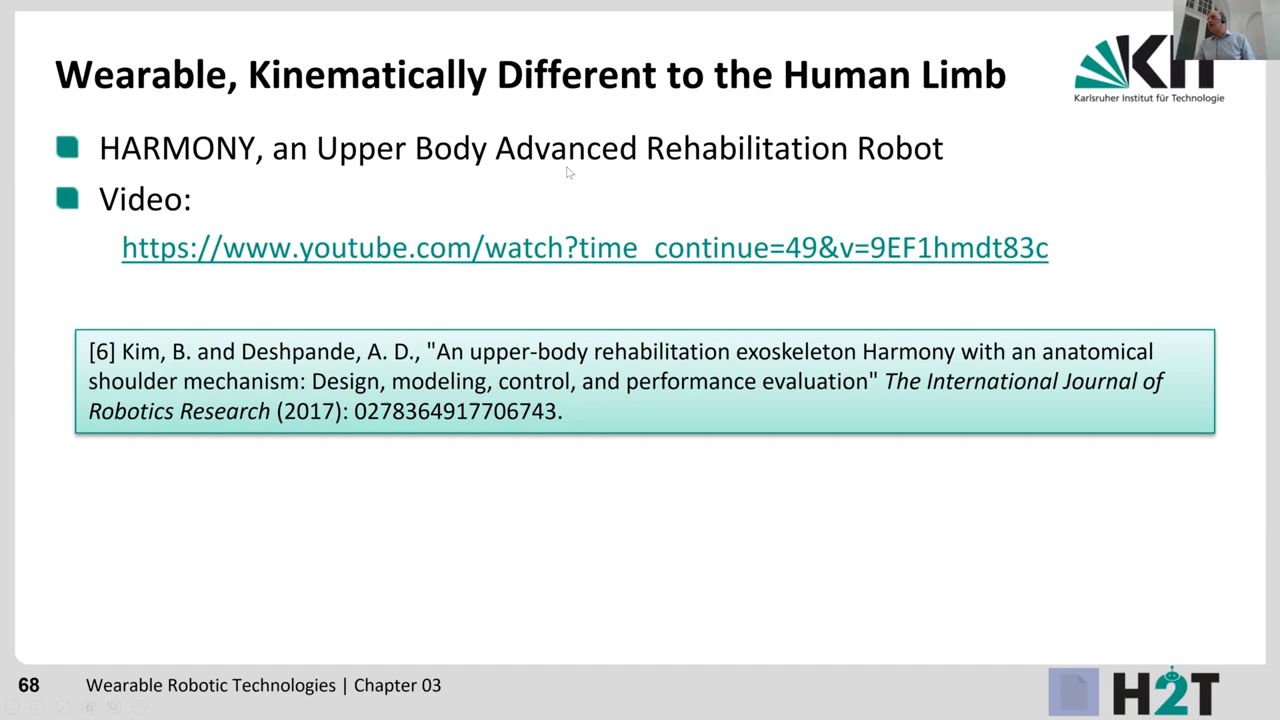 Wearable, Kinematically Different to the Human Limb
KIT
Karlsruher Institut für Technologie
HARMONY, an Upper Body Advanced Rehabilitation Robot
Video:
https://www.youtube.com/watch?time_continue=49&v=9EF1hmdt83c
[6] Kim, B. and Deshpande, A. D., "An upper-body rehabilitation exoskeleton Harmony with an anatomical
shoulder mechanism: Design, modeling, control, and performance evaluation" The International Journal of
Robotics Research (2017): 0278364917706743.
68 Wearable Robotic Technologies | Chapter 03
H2T